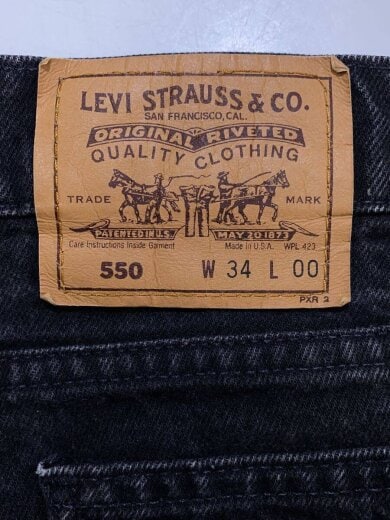 LEVI STRAUSS & CO.
SAN FRANCISCO, CAL.
ORIGINAL RIVETED
QUALITY CLOTHING
TRADE MARK
PATENTED IN U.S. MAY 20 1873
Care Instructions Inside Garment Made in U.S.A. WPL 423
550 W 34 L 00
PXR 2